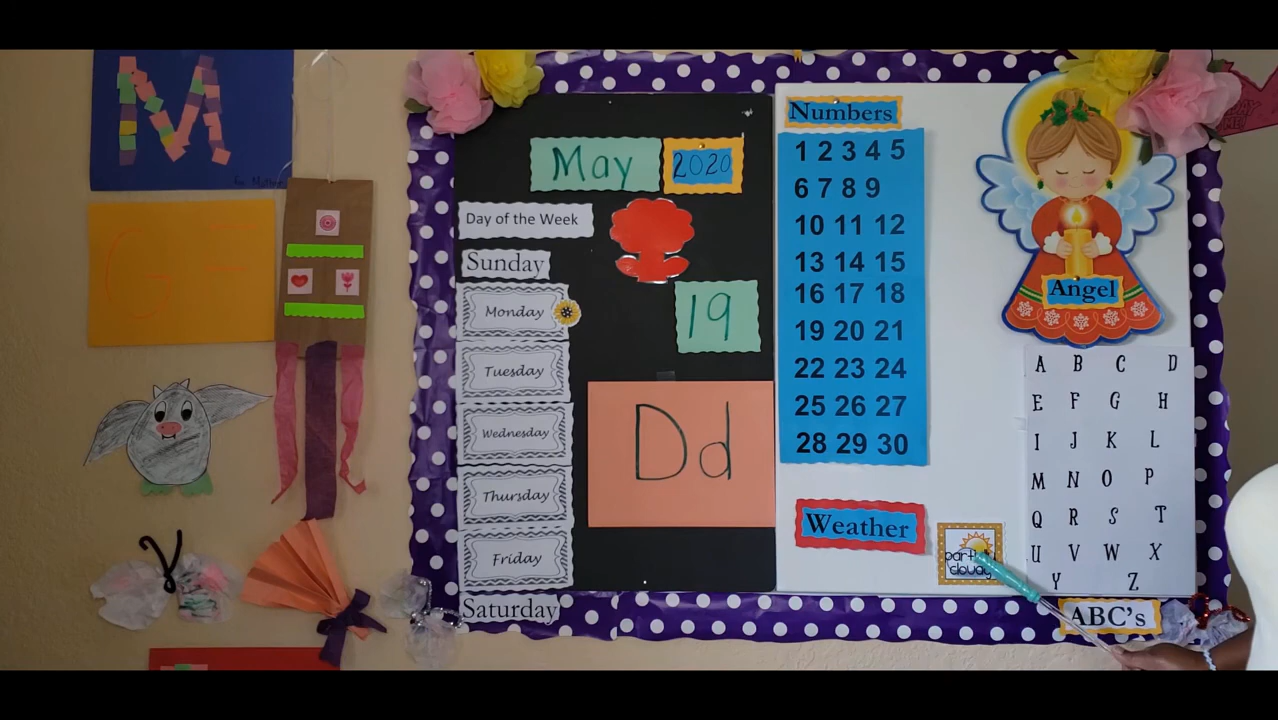 M
by
May
2020
Day of the Week
Sunday
Monday
Tuesday
Wednesday
Thursday
Friday
Saturday
19
Dd
Numbers
1 2 3 4 5
6 7 8 9
10 11 12
13 14 15
16 17 18
19 20 21
22 23 24
25 26 27
28 29 30
Weather
partly
cloudy
Angel
A B C D
E F G H
I J K L
M N O P
Q R S T
U V W X
Y Z
ABC's